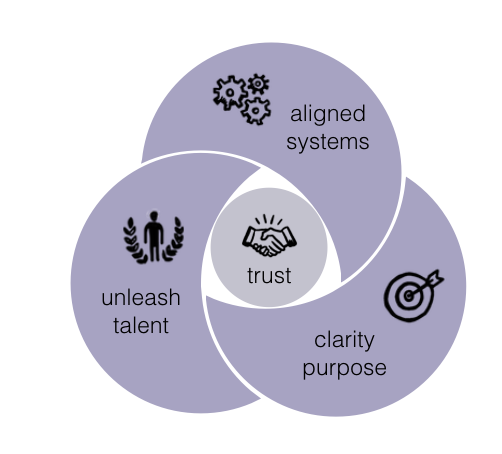 aligned
systems
trust
unleash
talent
clarity
purpose